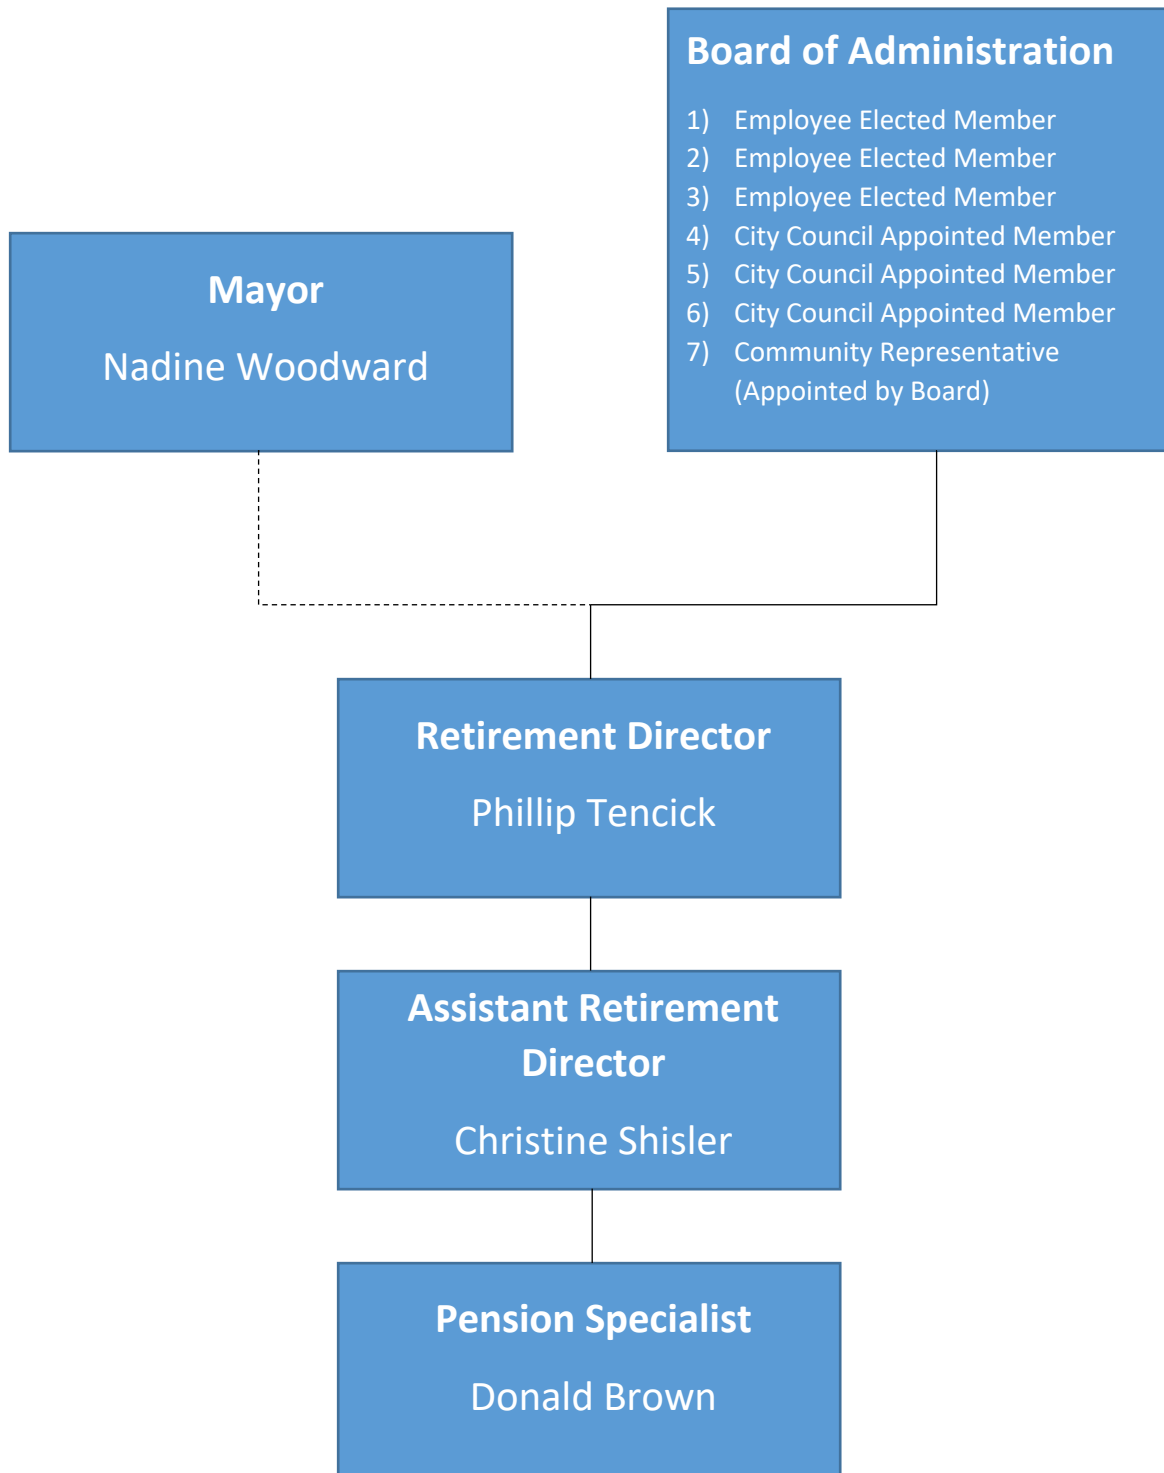 Board of Administration
1) Employee Elected Member
2) Employee Elected Member
3) Employee Elected Member
4) City Council Appointed Member
5) City Council Appointed Member
6) City Council Appointed Member
7) Community Representative
(Appointed by Board)
Mayor
Nadine Woodward
Retirement Director
Phillip Tencick
Assistant Retirement
Director
Christine Shisler
Pension Specialist
Donald Brown